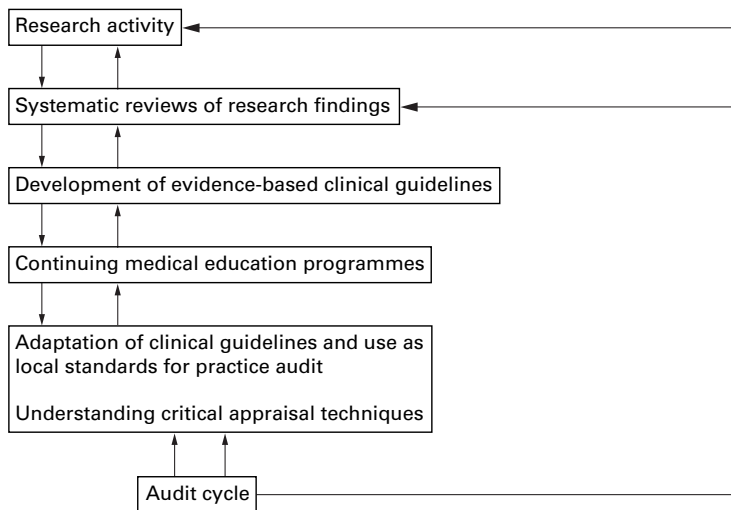 Research activity
Systematic reviews of research findings
Development of evidence-based clinical guidelines
Continuing medical education programmes
Adaptation of clinical guidelines and use as
local standards for practice audit
Understanding critical appraisal techniques
Audit cycle